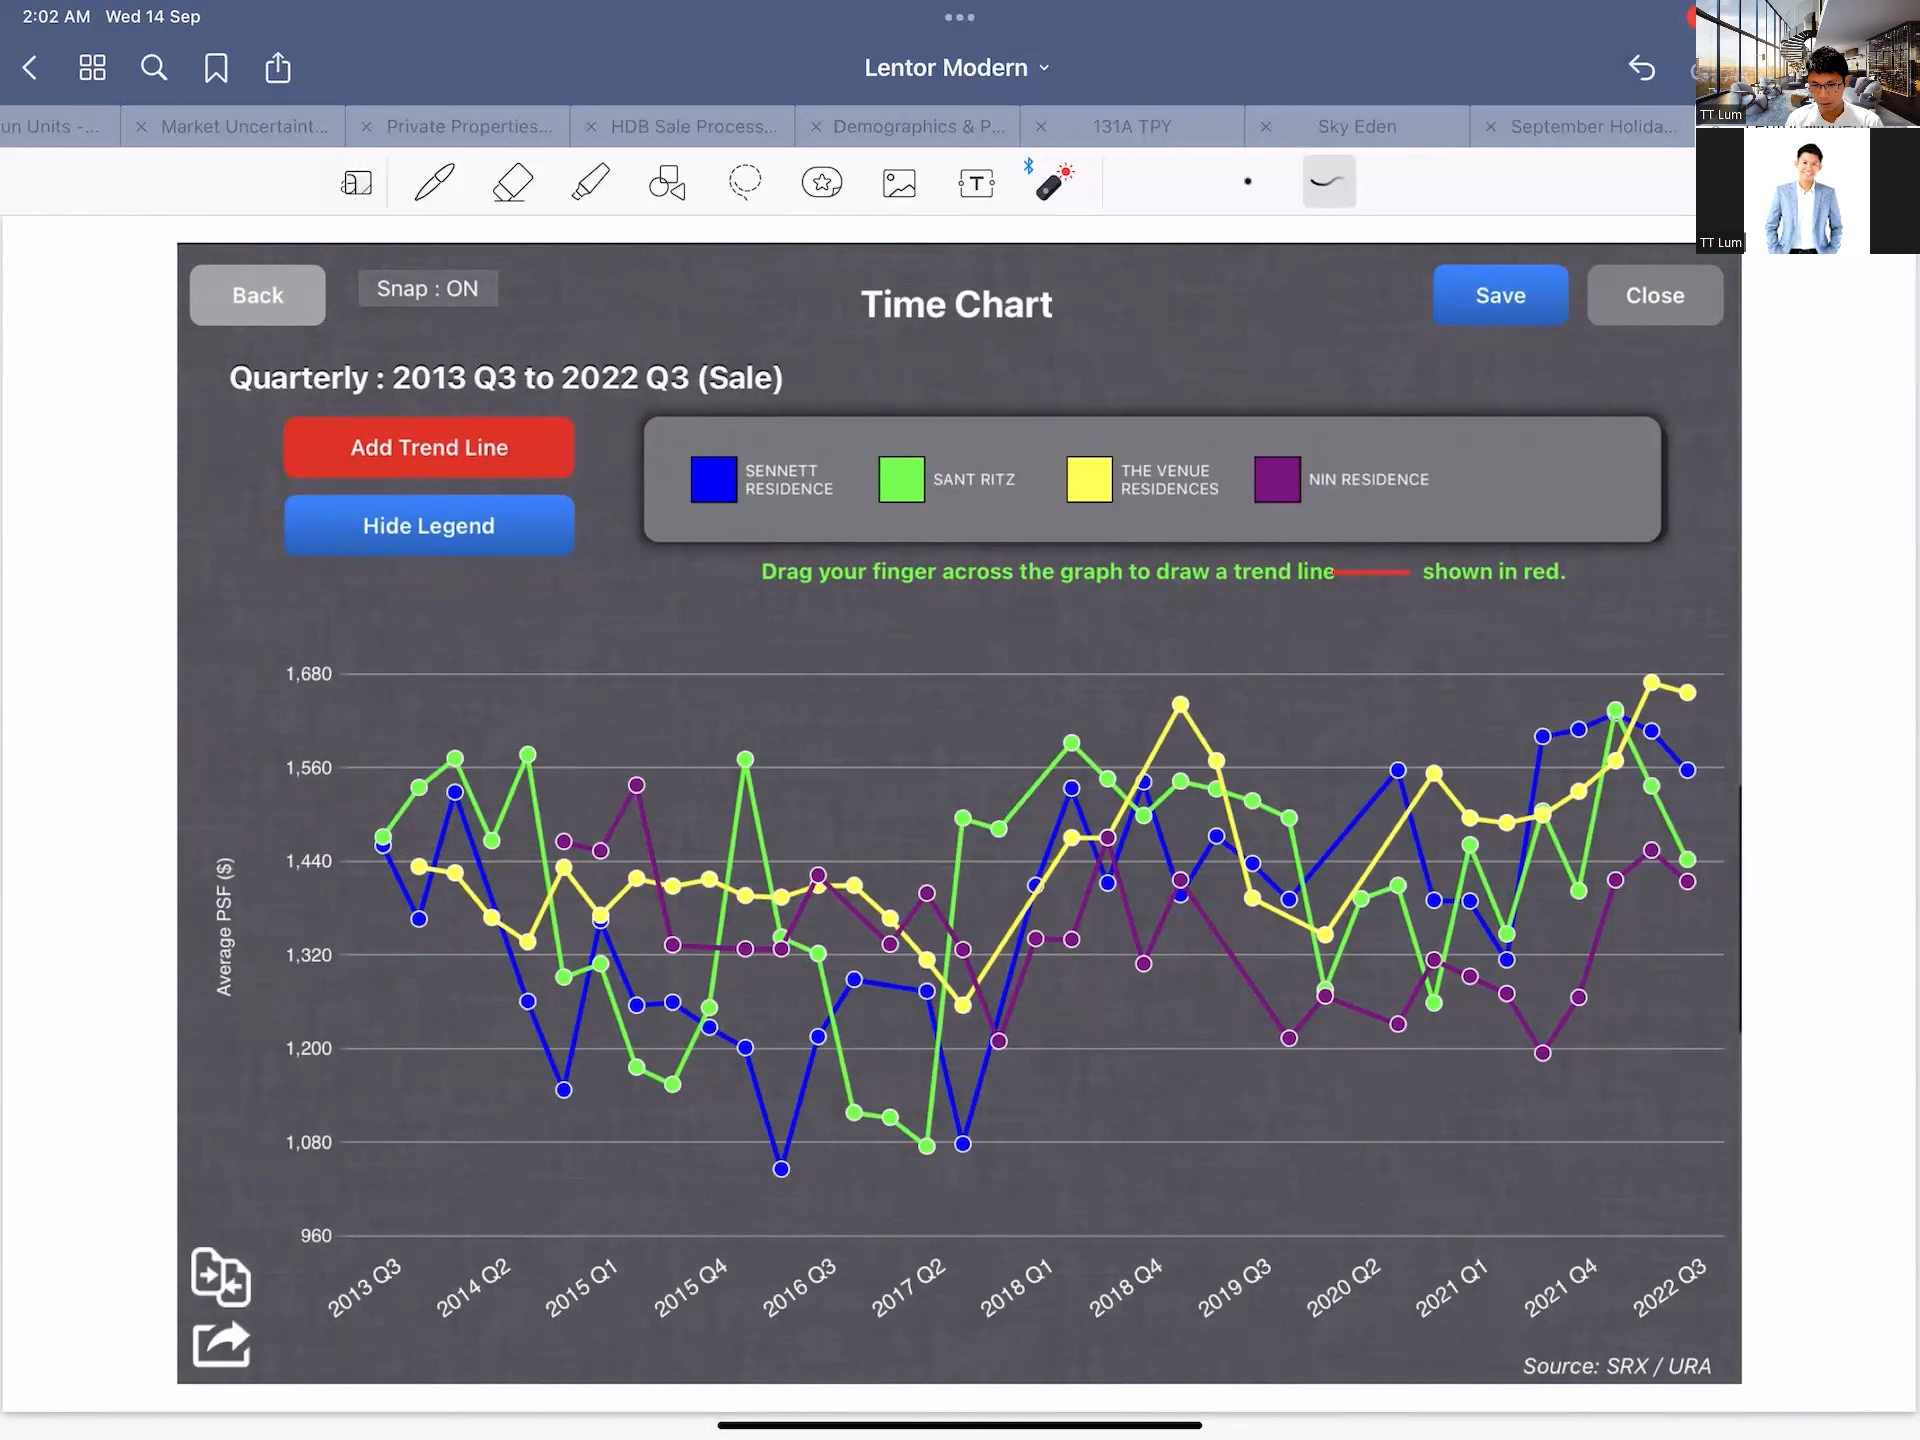 2:02 AM Wed 14 Sep
Lentor Modern
un Units -...
Market Uncertaint...
Private Properties...
HDB Sale Process,...
Demographics & P...
131A TPY
Sky Eden
September Holida...
TT Lum
TT Lum
Back
Snap : ON
Time Chart
Save
Close
Quarterly : 2013 Q3 to 2022 Q3 (Sale)
Add Trend Line
Hide Legend
SENNETT
RESIDENCE
SANT RITZ
THE VENUE
RESIDENCES
NIN RESIDENCE
Drag your finger across the graph to draw a trend line shown in red.
Average PSF ($)
1,680
1,560
1,440
1,320
1,200
1,080
960
2013 Q3
2014 Q2
2015 Q1
2015 Q4
2016 Q3
2017 Q2
2018 Q1
2018 Q4
2019 Q3
2020 Q2
2021 Q1
2021 Q4
2022 Q3
Source: SRX / URA